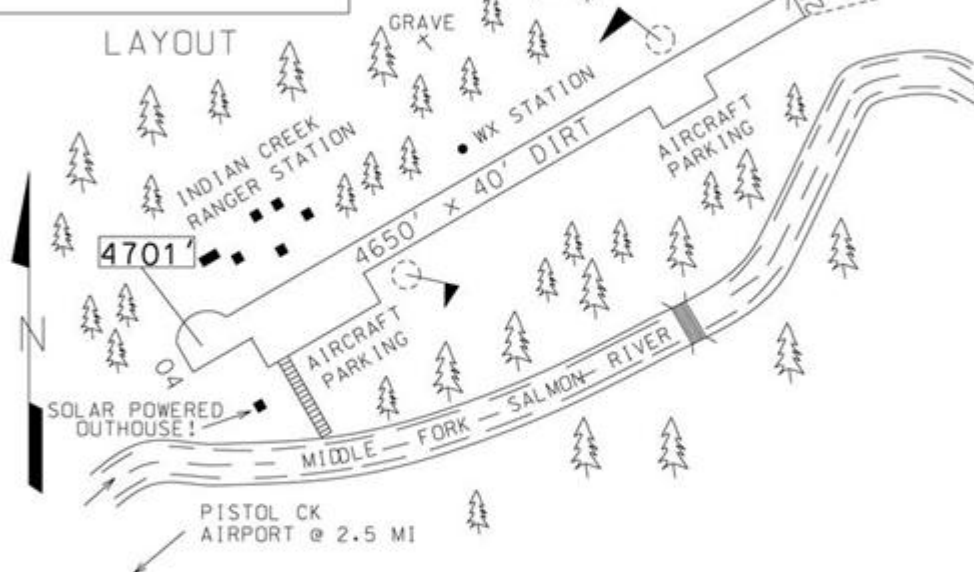 LAYOUT
GRAVE
WX STATION
INDIAN CREEK
RANGER STATION
4650' x 40' DIRT
AIRCRAFT
PARKING
4701'
N
04
AIRCRAFT
PARKING
SOLAR POWERED
OUTHOUSE!
MIDDLE FORK SALMON RIVER
PISTOL CK
AIRPORT @ 2.5 MI